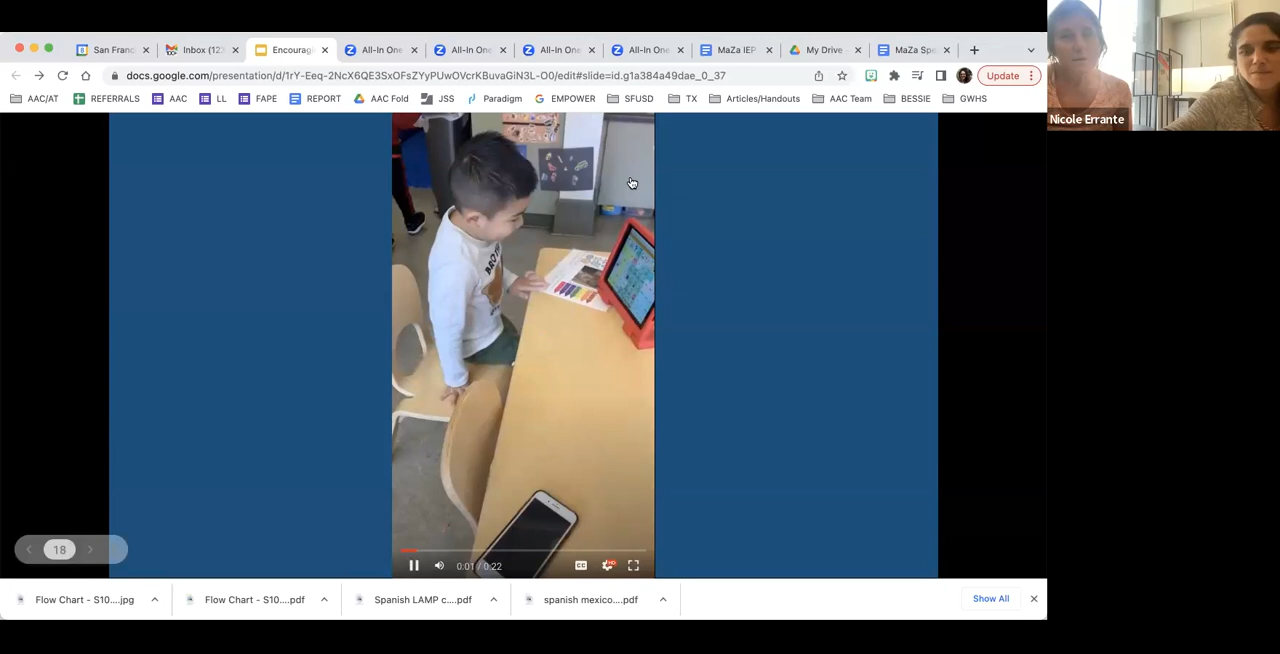 San Franc
Inbox (12
Encouragi
All-In One
All-In One
All-In One
All-In One
MaZa IEP
My Drive
MaZa Spe
docs.google.com/presentation/d/1rY-Eeq-2NcX6QE3SxOFsZYyPUwOVcrKBuvaGiN3L-O0/edit#slide=id.g1a384a49dae_0_37
Update
AAC/AT
REFERRALS
AAC
LL
FAPE
REPORT
AAC Fold
JSS
Paradigm
EMPOWER
SFUSD
TX
Articles/Handouts
AAC Team
BESSIE
GWHS
Nicole Errante
18
0:01 / 0:22
CC
HD
Flow Chart - S10....jpg
Flow Chart - S10....pdf
Spanish LAMP c....pdf
spanish mexico....pdf
Show All